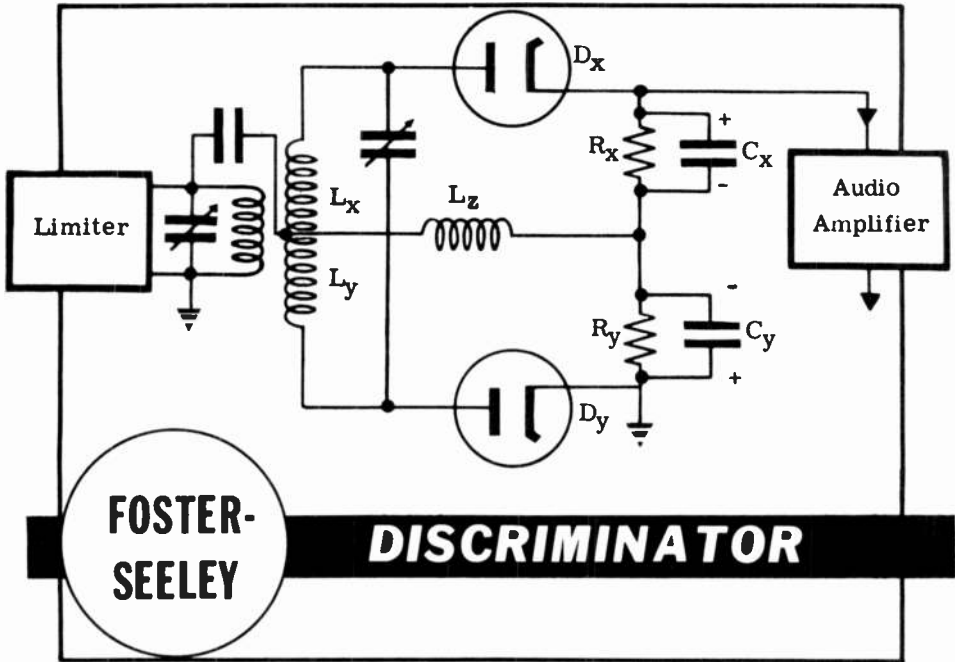 Dx
+
Rx
Cx
-
Lx
Lz
Limiter
Audio
Amplifier
Ly
-
Ry
Cy
+
Dy
FOSTER-
SEELEY
DISCRIMINATOR